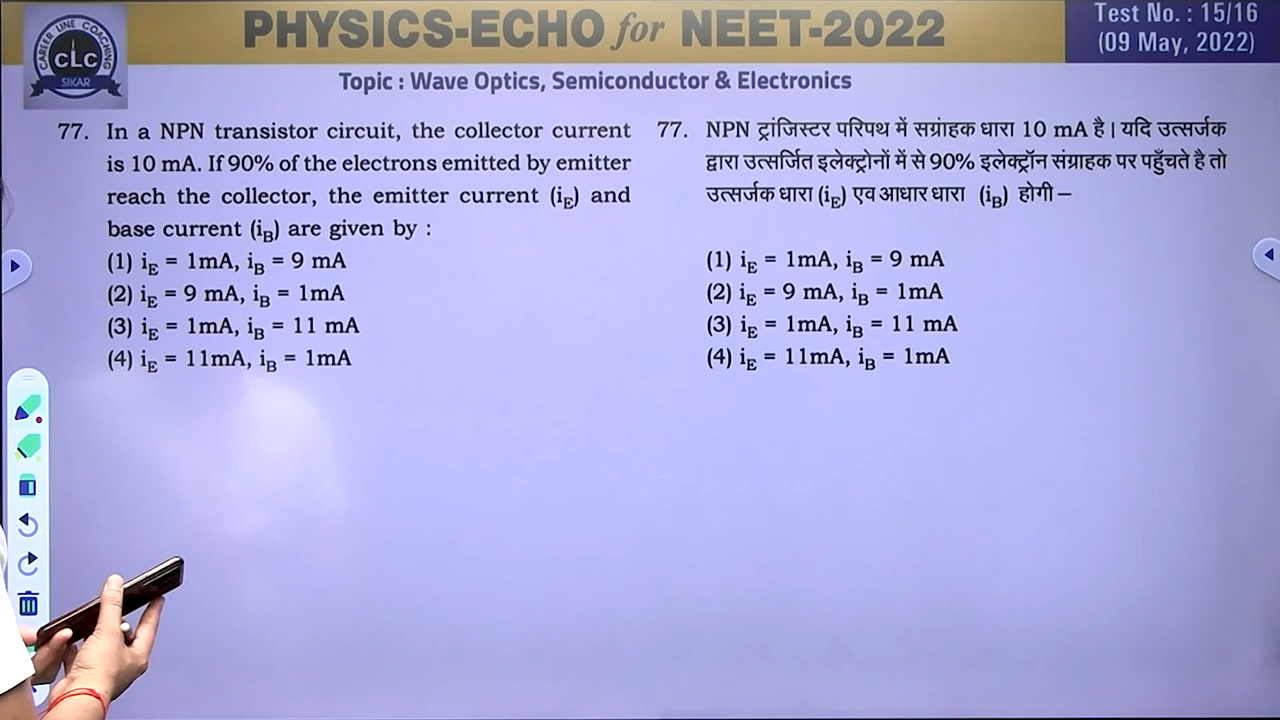 PHYSICS-ECHO for NEET-2022
Test No. : 15/16
(09 May, 2022)
CAREER LINE COACHING
CLC
SIKAR
Topic : Wave Optics, Semiconductor & Electronics
77. In a NPN transistor circuit, the collector current
is 10 mA. If 90% of the electrons emitted by emitter
reach the collector, the emitter current (iE) and
base current (iB) are given by :
(1) iE = 1mA, iB = 9 mA
(2) iE = 9 mA, iB = 1mA
(3) iE = 1mA, iB = 11 mA
(4) iE = 11mA, iB = 1mA
77. NPN ट्रांजिस्टर परिपथ में सग्रांहक धारा 10 mA है। यदि उत्सर्जक
द्वारा उत्सर्जित इलेक्ट्रोनों में से 90% इलेक्ट्रॉन संग्राहक पर पहुँचते है तो
उत्सर्जक धारा (iE) एव आधार धारा (iB) होगी –
(1) iE = 1mA, iB = 9 mA
(2) iE = 9 mA, iB = 1mA
(3) iE = 1mA, iB = 11 mA
(4) iE = 11mA, iB = 1mA